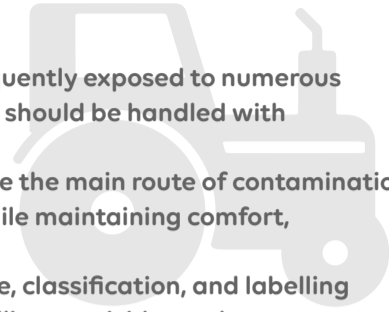 uently exposed to numerous
should be handled with
e the main route of contaminatio
ile maintaining comfort,
e, classification, and labelling